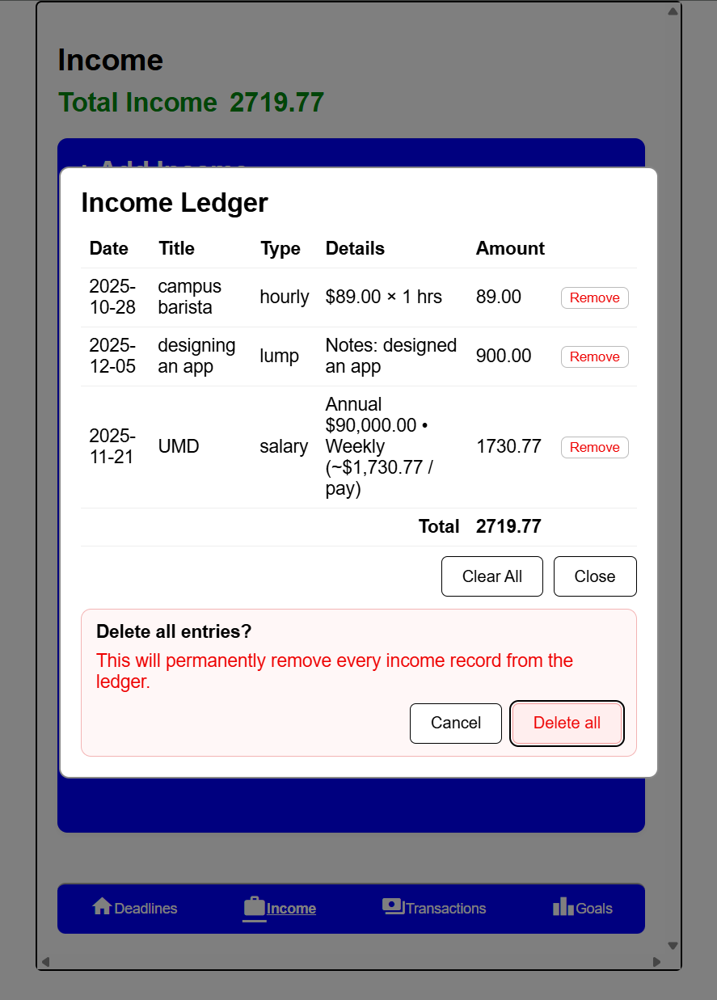 Income
Total Income 2719.77
+ Add Income
Income Ledger
Date Title Type Details Amount
2025-10-28 campus barista hourly $89.00 × 1 hrs 89.00 Remove
2025-12-05 designing an app lump Notes: designed an app 900.00 Remove
2025-11-21 UMD salary Annual $90,000.00 • Weekly (~$1,730.77 / pay) 1730.77 Remove
Total 2719.77
Clear All Close
Delete all entries?
This will permanently remove every income record from the
ledger.
Cancel Delete all
Deadlines Income Transactions Goals